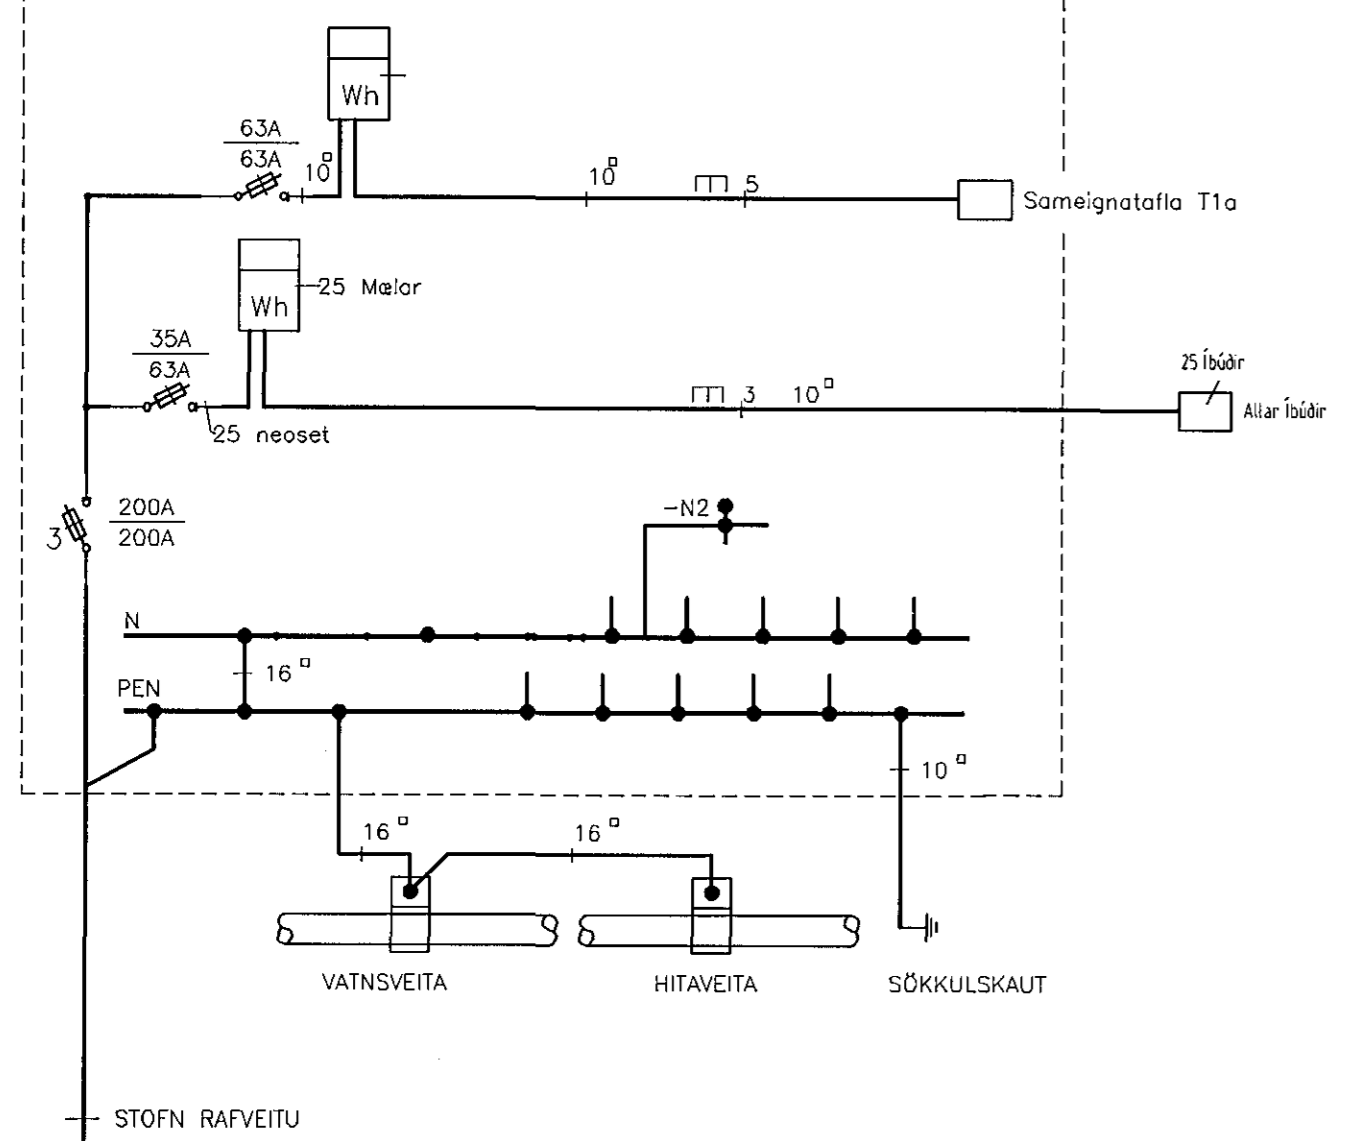 Wh
63A
63A
10□
10□
5
Sameignatafla T1a
Wh
25 Mælar
35A
63A
25 neoset
3
10□
25 Íbúðir
Allar Íbúðir
3
200A
200A
-N2
N
16□
PEN
10□
16□
16□
VATNSVEITA
HITAVEITA
SÖKKULSKAUT
STOFN RAFVEITU